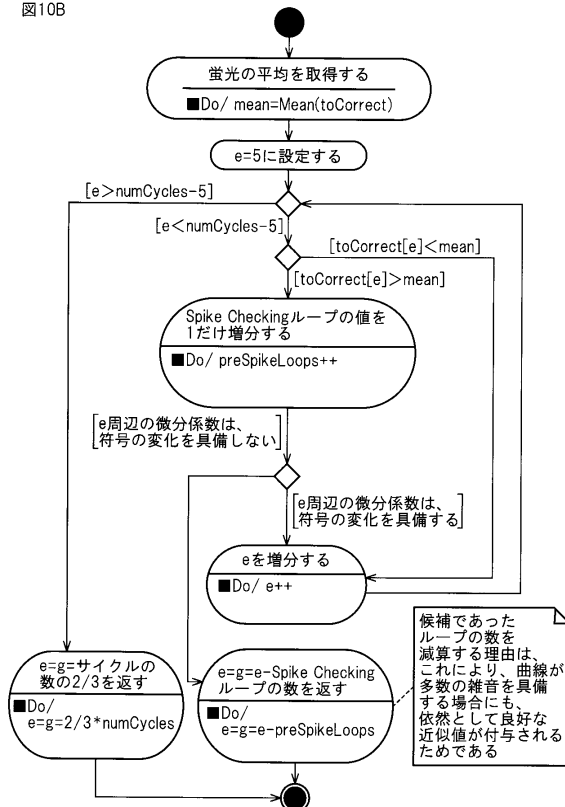 図10B
蛍光の平均を取得する
■Do/ mean=Mean(toCorrect)
e=5に設定する
[e>numCycles-5]
[e<numCycles-5]
[toCorrect[e]<mean]
[toCorrect[e]>mean]
Spike Checkingループの値を
1だけ増分する
■Do/ preSpikeLoops++
[e周辺の微分係数は、
符号の変化を具備しない]
[e周辺の微分係数は、
符号の変化を具備する]
eを増分する
■Do/ e++
e=g=サイクルの
数の2/3を返す
■Do/
e=g=2/3*numCycles
e=g=e-Spike Checking
ループの数を返す
■Do/
e=g=e-preSpikeLoops
候補であった
ループの数を
減算する理由は、
これにより、曲線が
多数の雑音を具備
する場合にも、
依然として良好な
近似値が付与される
ためである